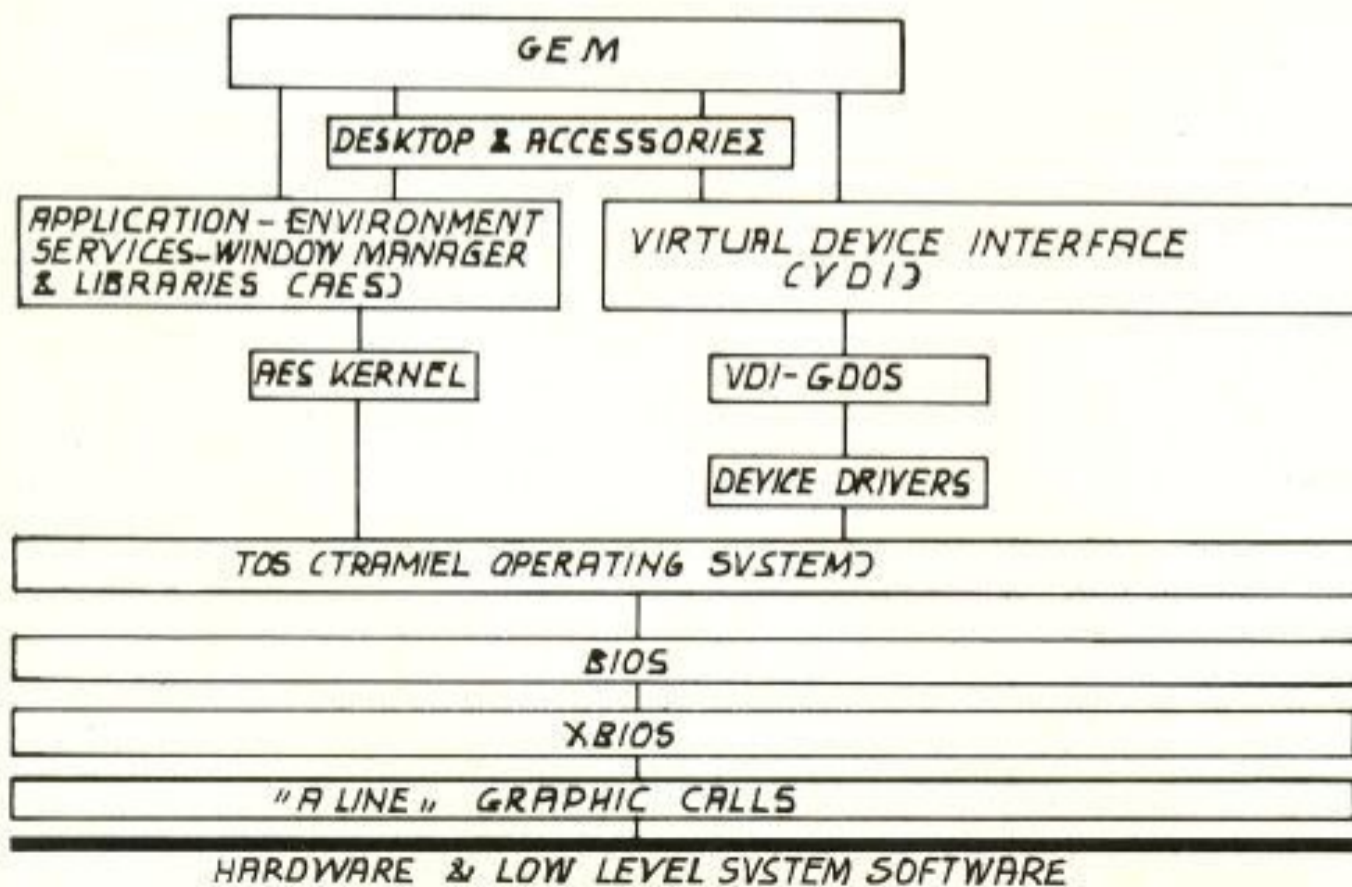 GEM
DESKTOP & ACCESSORIES
APPLICATION-ENVIRONMENT
SERVICES-WINDOW MANAGER
& LIBRARIES (AES)
VIRTUAL DEVICE INTERFACE
(VDI)
AES KERNEL
VDI-GDOS
DEVICE DRIVERS
TOS (TRAMIEL OPERATING SYSTEM)
BIOS
XBIOS
"A LINE" GRAPHIC CALLS
HARDWARE & LOW LEVEL SYSTEM SOFTWARE